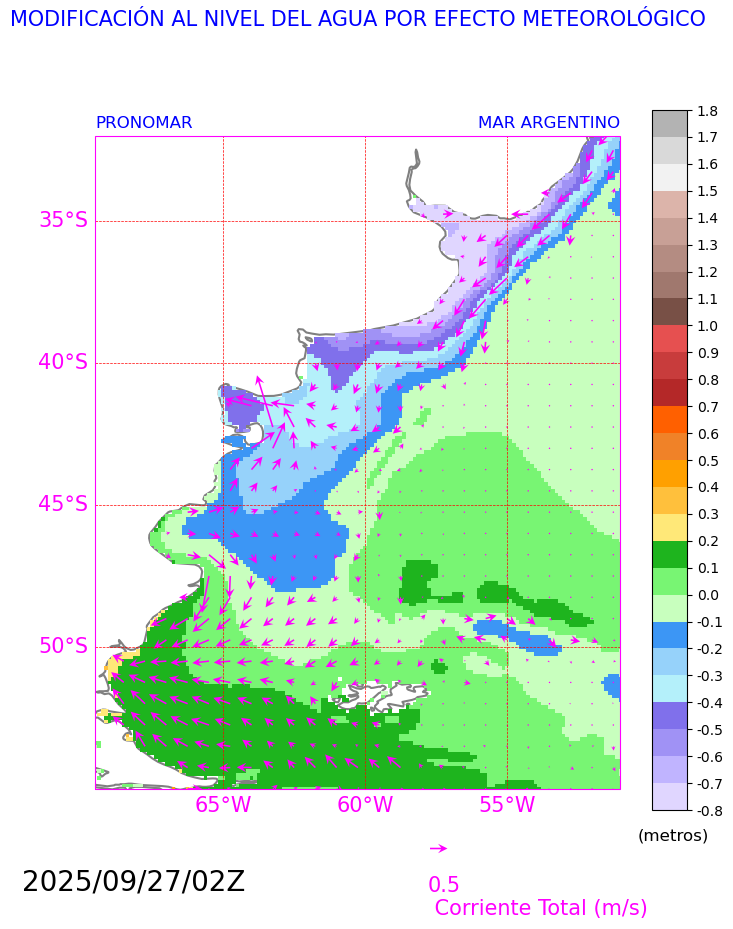 MODIFICACIÓN AL NIVEL DEL AGUA POR EFECTO METEOROLÓGICO
PRONOMAR
MAR ARGENTINO
35°S
40°S
45°S
50°S
65°W
60°W
55°W
1.8
1.7
1.6
1.5
1.4
1.3
1.2
1.1
1.0
0.9
0.8
0.7
0.6
0.5
0.4
0.3
0.2
0.1
0.0
-0.1
-0.2
-0.3
-0.4
-0.5
-0.6
-0.7
-0.8
(metros)
2025/09/27/02Z
0.5
Corriente Total (m/s)